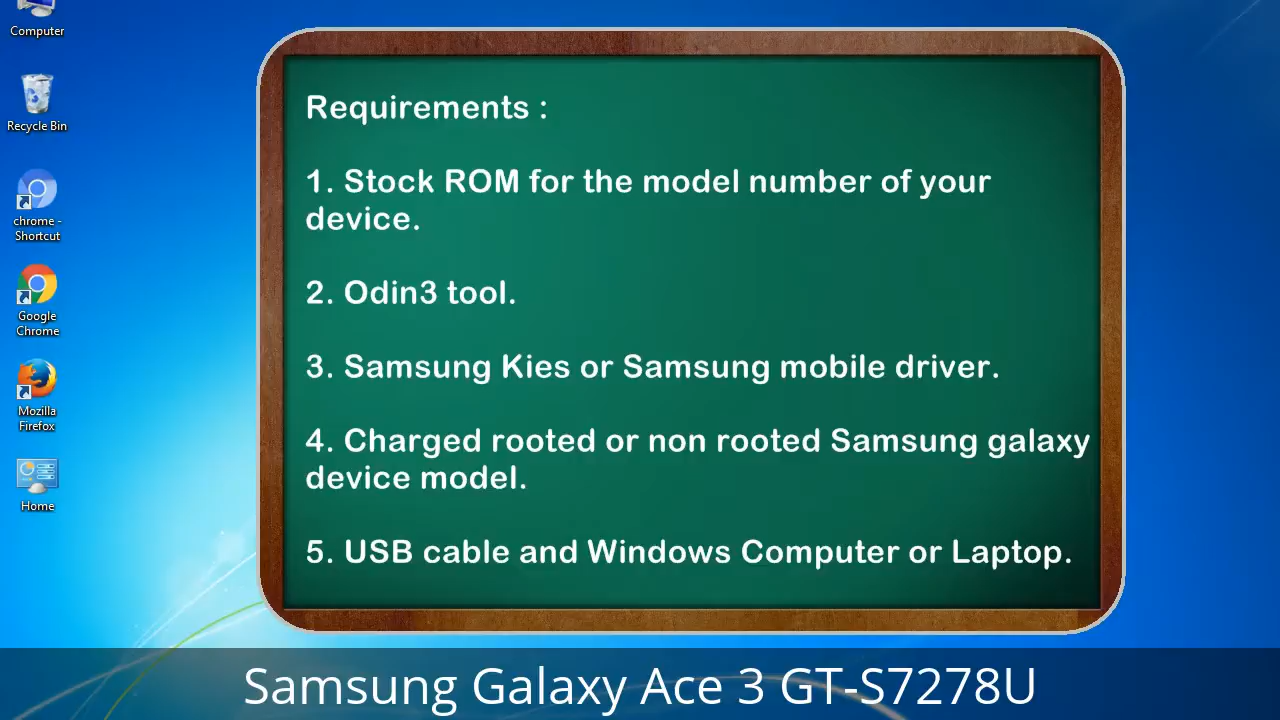 Computer
Recycle Bin
chrome -
Shortcut
Google
Chrome
Mozilla
Firefox
Home
Requirements :
1. Stock ROM for the model number of your
device.
2. Odin3 tool.
3. Samsung Kies or Samsung mobile driver.
4. Charged rooted or non rooted Samsung galaxy
device model.
5. USB cable and Windows Computer or Laptop.
Samsung Galaxy Ace 3 GT-S7278U